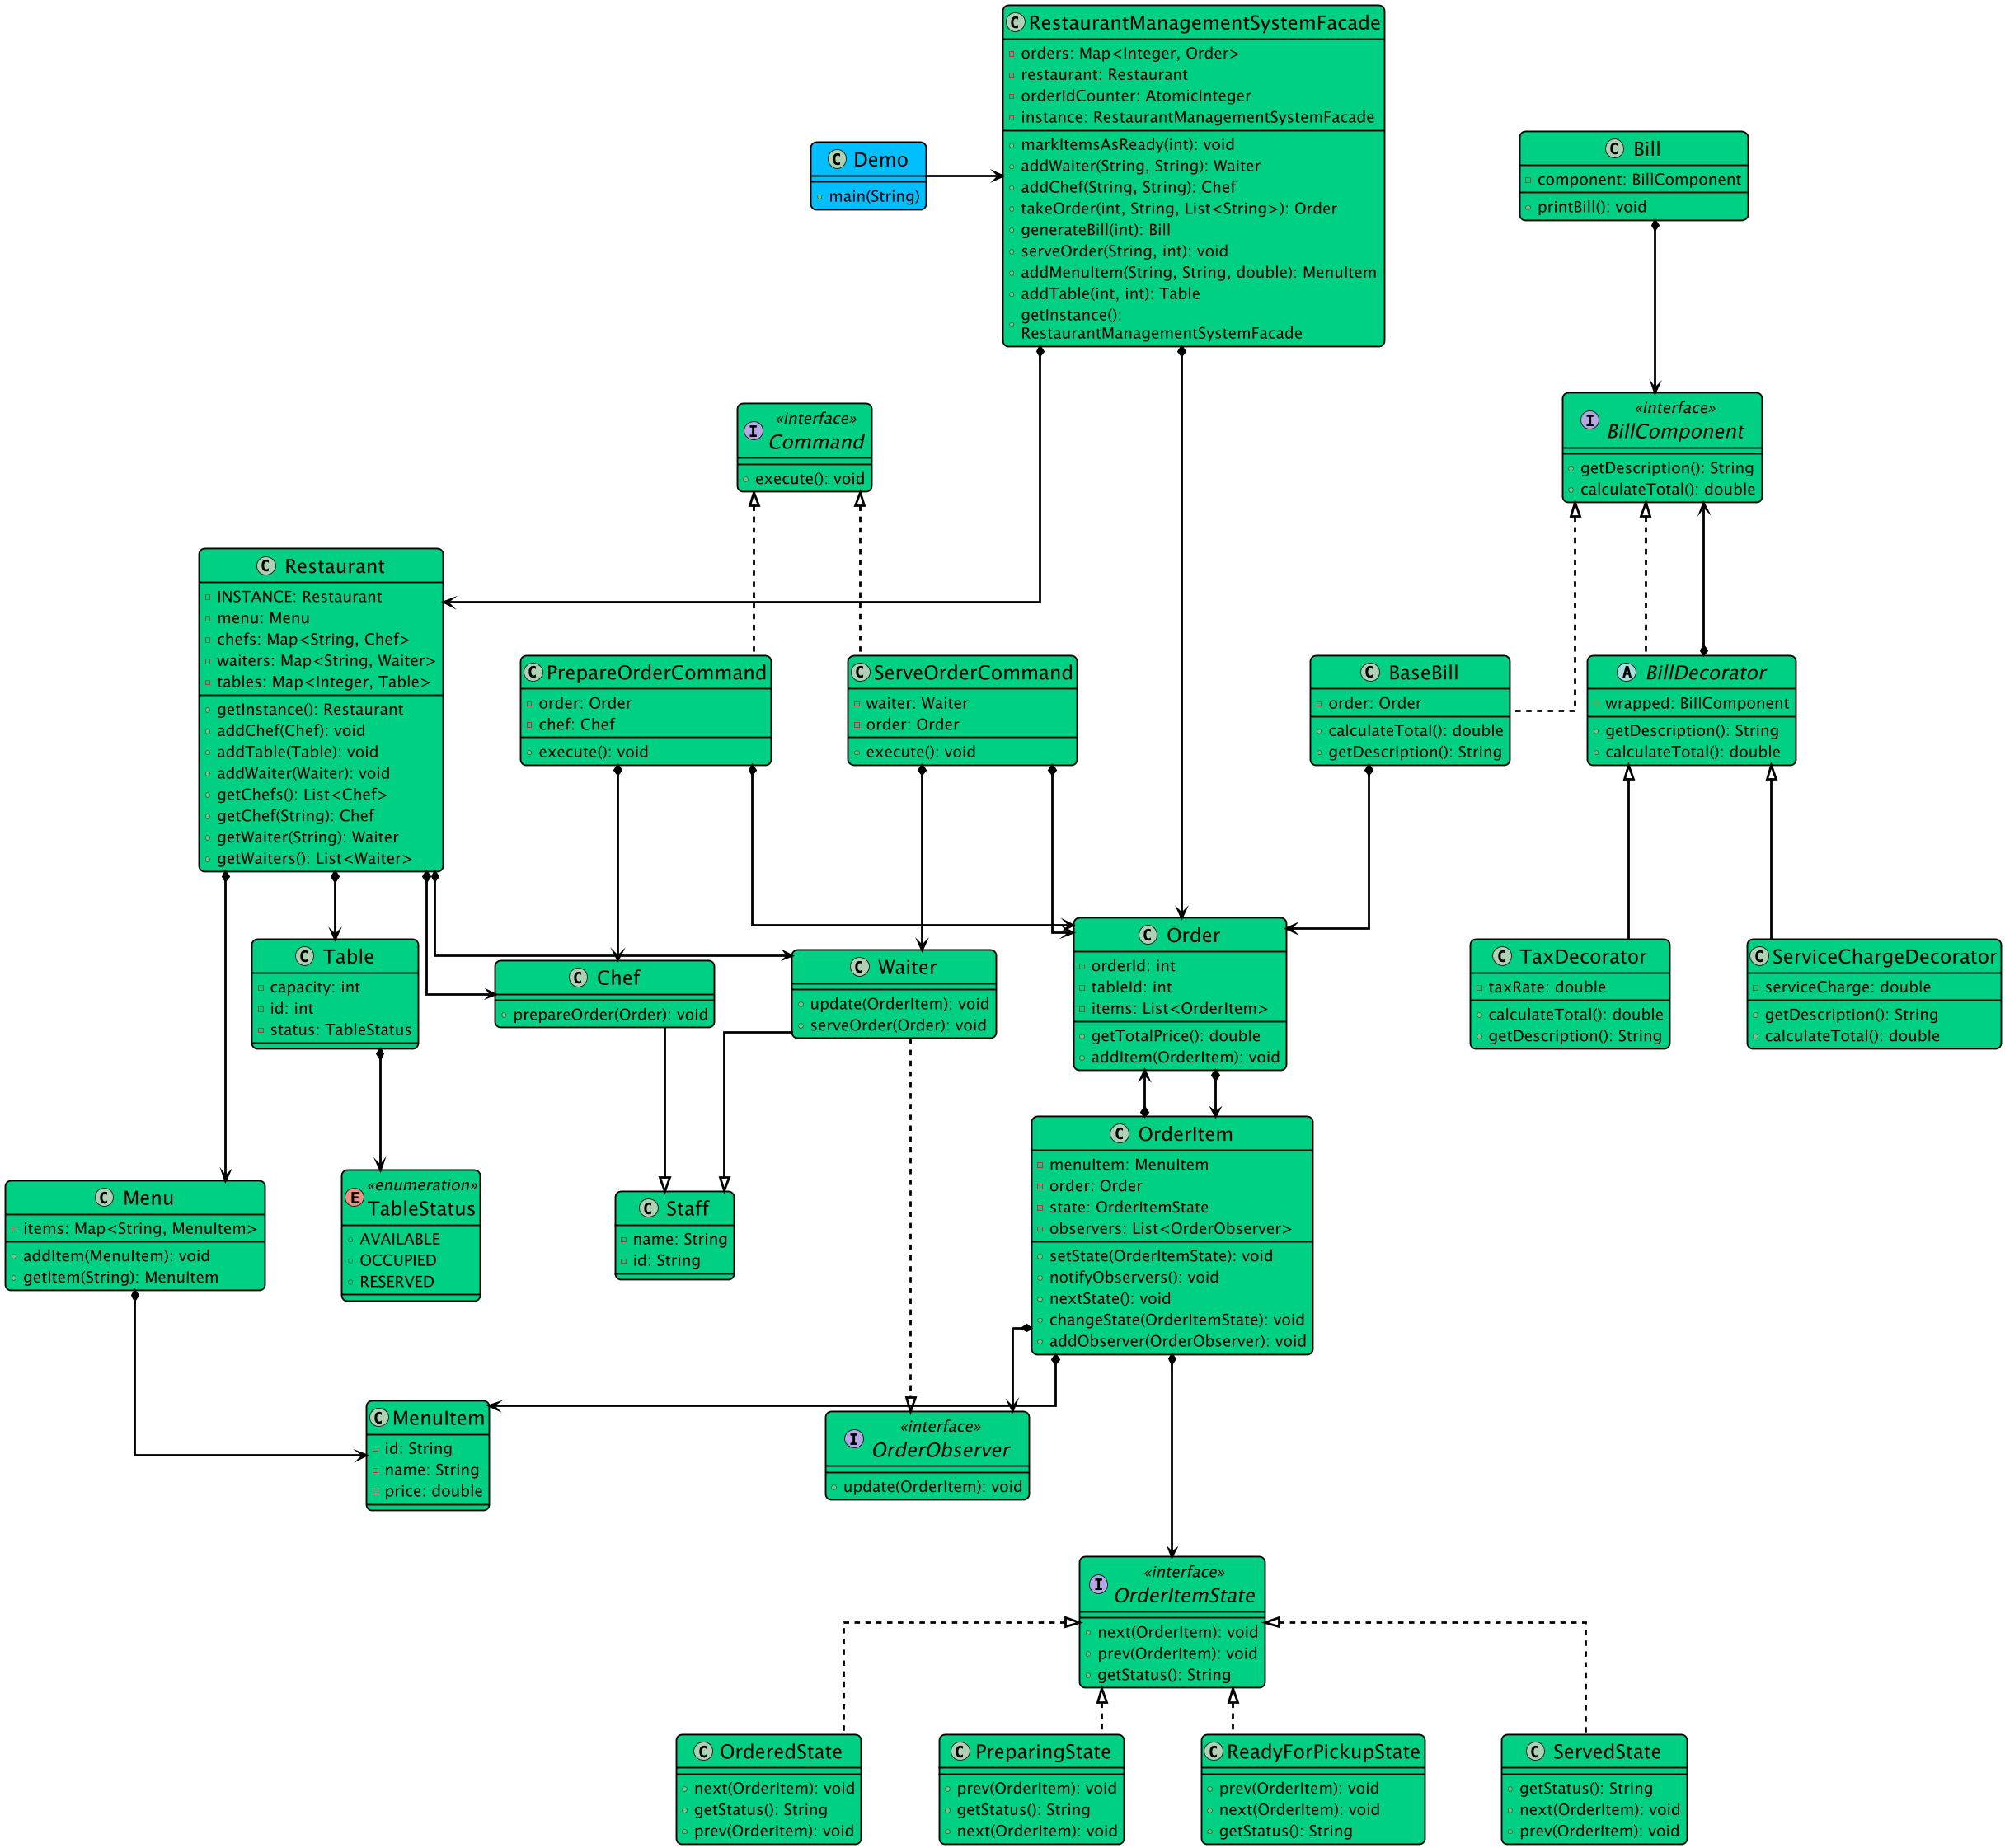 RestaurantManagementSystemFacade
orders: Map<Integer, Order>
restaurant: Restaurant
orderIdCounter: AtomicInteger
instance: RestaurantManagementSystemFacade
markItemsAsReady(int): void
addWaiter(String, String): Waiter
addChef(String, String): Chef
takeOrder(int, String, List<String>): Order
generateBill(int): Bill
serveOrder(String, int): void
addMenuItem(String, String, double): MenuItem
addTable(int, int): Table
getInstance():
RestaurantManagementSystemFacade
C Demo
main(String)
C Bill
component: BillComponent
printBill(): void
I «interface»
Command
execute(): void
I «interface»
BillComponent
getDescription(): String
calculateTotal(): double
C Restaurant
INSTANCE: Restaurant
menu: Menu
chefs: Map<String, Chef>
waiters: Map<String, Waiter>
tables: Map<Integer, Table>
getInstance(): Restaurant
addChef(Chef): void
addTable(Table): void
addWaiter(Waiter): void
getChefs(): List<Chef>
getChef(String): Chef
getWaiter(String): Waiter
getWaiters(): List<Waiter>
C PrepareOrderCommand
order: Order
chef: Chef
execute(): void
C ServeOrderCommand
waiter: Waiter
order: Order
execute(): void
C BaseBill
order: Order
calculateTotal(): double
getDescription(): String
A BillDecorator
wrapped: BillComponent
getDescription(): String
calculateTotal(): double
C Table
capacity: int
id: int
status: TableStatus
C Chef
prepareOrder(Order): void
C Waiter
update(OrderItem): void
serveOrder(Order): void
C Order
orderId: int
tableId: int
items: List<OrderItem>
getTotalPrice(): double
addItem(OrderItem): void
C TaxDecorator
taxRate: double
calculateTotal(): double
getDescription(): String
C ServiceChargeDecorator
serviceCharge: double
getDescription(): String
calculateTotal(): double
C Menu
items: Map<String, MenuItem>
addItem(MenuItem): void
getItem(String): MenuItem
E «enumeration»
TableStatus
AVAILABLE
OCCUPIED
RESERVED
C Staff
name: String
id: String
C OrderItem
menuItem: MenuItem
order: Order
state: OrderItemState
observers: List<OrderObserver>
setState(OrderItemState): void
notifyObservers(): void
nextState(): void
changeState(OrderItemState): void
addObserver(OrderObserver): void
C MenuItem
id: String
name: String
price: double
I «interface»
OrderObserver
update(OrderItem): void
I «interface»
OrderItemState
next(OrderItem): void
prev(OrderItem): void
getStatus(): String
C OrderedState
next(OrderItem): void
getStatus(): String
prev(OrderItem): void
C PreparingState
prev(OrderItem): void
getStatus(): String
next(OrderItem): void
C ReadyForPickupState
prev(OrderItem): void
next(OrderItem): void
getStatus(): String
C ServedState
getStatus(): String
next(OrderItem): void
prev(OrderItem): void